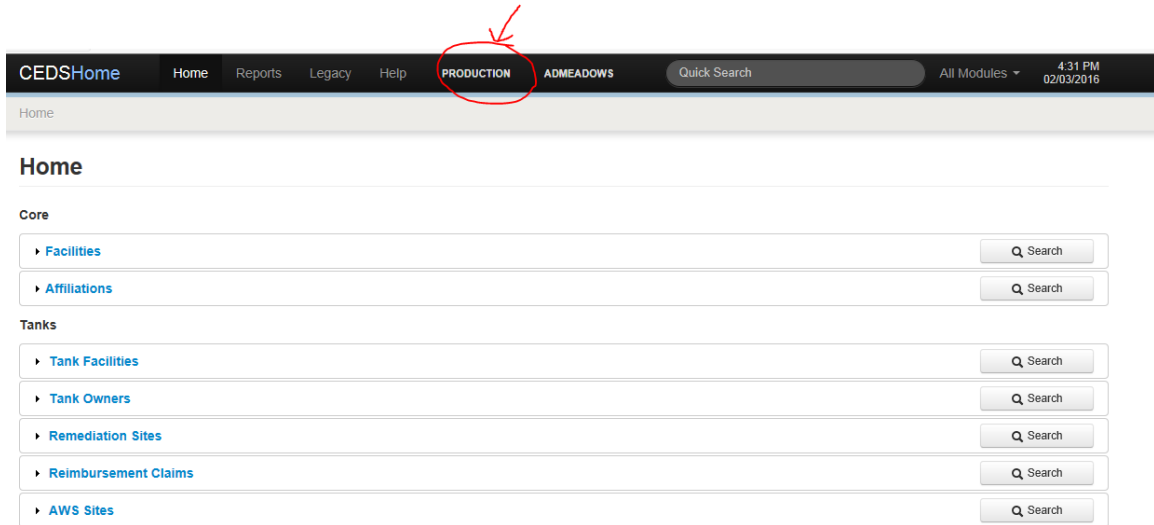 CEDSHome Home Reports Legacy Help PRODUCTION ADMEADOWS Quick Search All Modules 4:31 PM
02/03/2016
Home
Home
Core
Facilities Search
Affiliations Search
Tanks
Tank Facilities Search
Tank Owners Search
Remediation Sites Search
Reimbursement Claims Search
AWS Sites Search